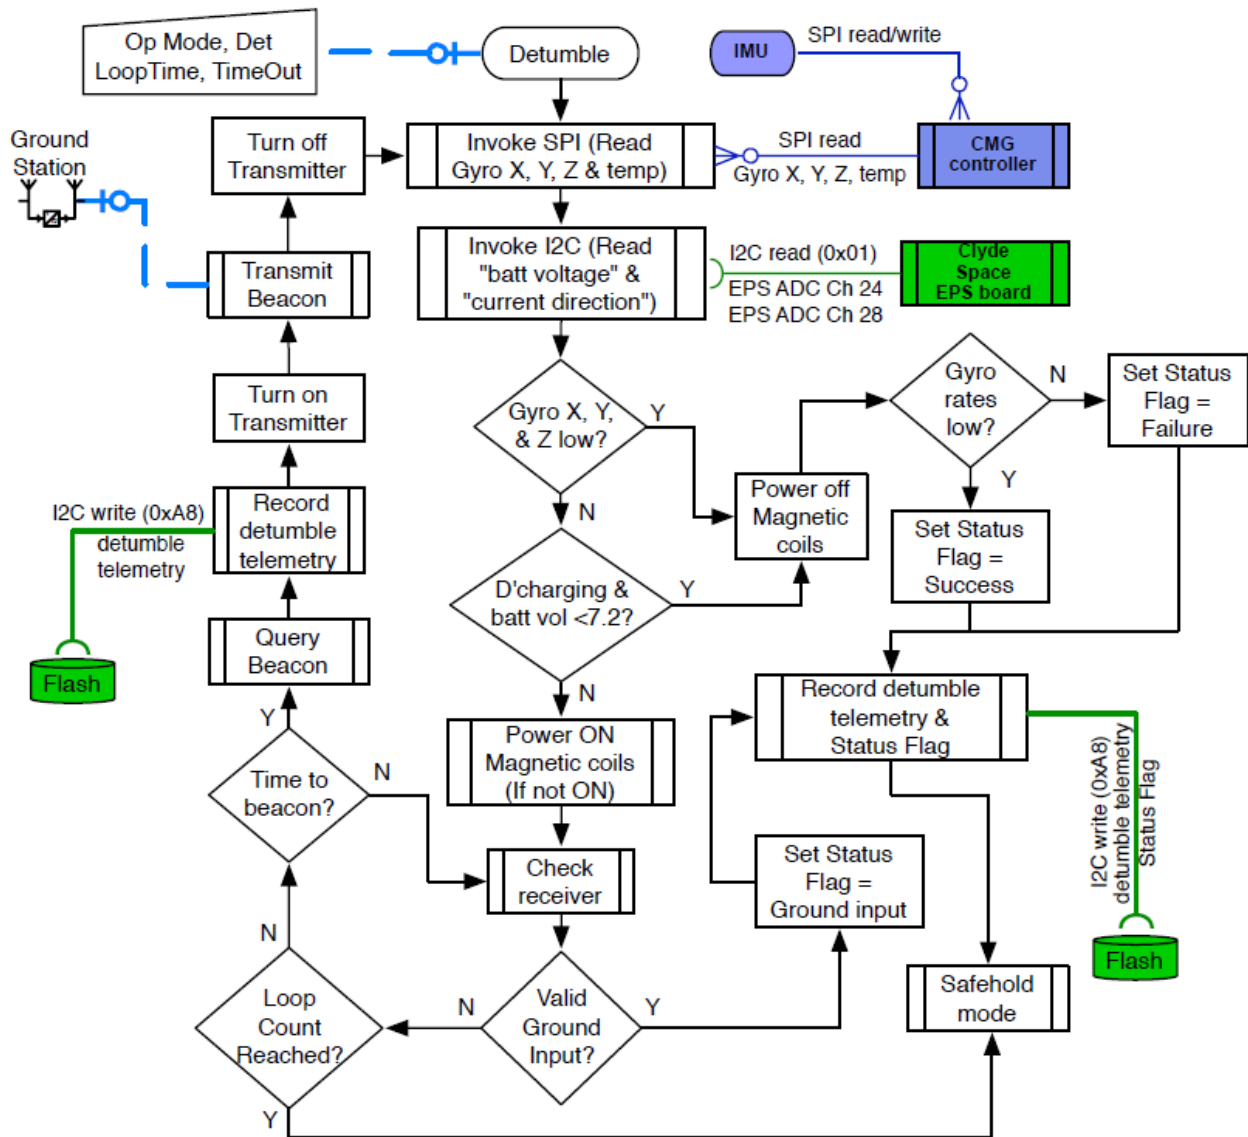 Op Mode, Det
LoopTime, TimeOut
Detumble
IMU
SPI read/write
Ground
Station
Turn off
Transmitter
Invoke SPI (Read
Gyro X, Y, Z & temp)
SPI read
Gyro X, Y, Z, temp
CMG
controller
Transmit
Beacon
Invoke I2C (Read
"batt voltage" &
"current direction")
I2C read (0x01)
EPS ADC Ch 24
EPS ADC Ch 28
Clyde
Space
EPS board
Turn on
Transmitter
Gyro X, Y,
& Z low?
Y
N
Gyro
rates
low?
N
Y
Set Status
Flag =
Failure
I2C write (0xA8)
detumble
telemetry
Record
detumble
telemetry
Power off
Magnetic
coils
Set Status
Flag =
Success
D'charging &
batt vol <7.2?
Y
N
Flash
Query
Beacon
Y
Record detumble
telemetry &
Status Flag
Time to
beacon?
N
Power ON
Magnetic coils
(If not ON)
I2C write (0xA8)
detumble telemetry
Status Flag
Check
receiver
Set Status
Flag =
Ground input
Flash
N
Loop
Count
Reached?
N
Valid
Ground
Input?
Y
Safehold
mode
Y